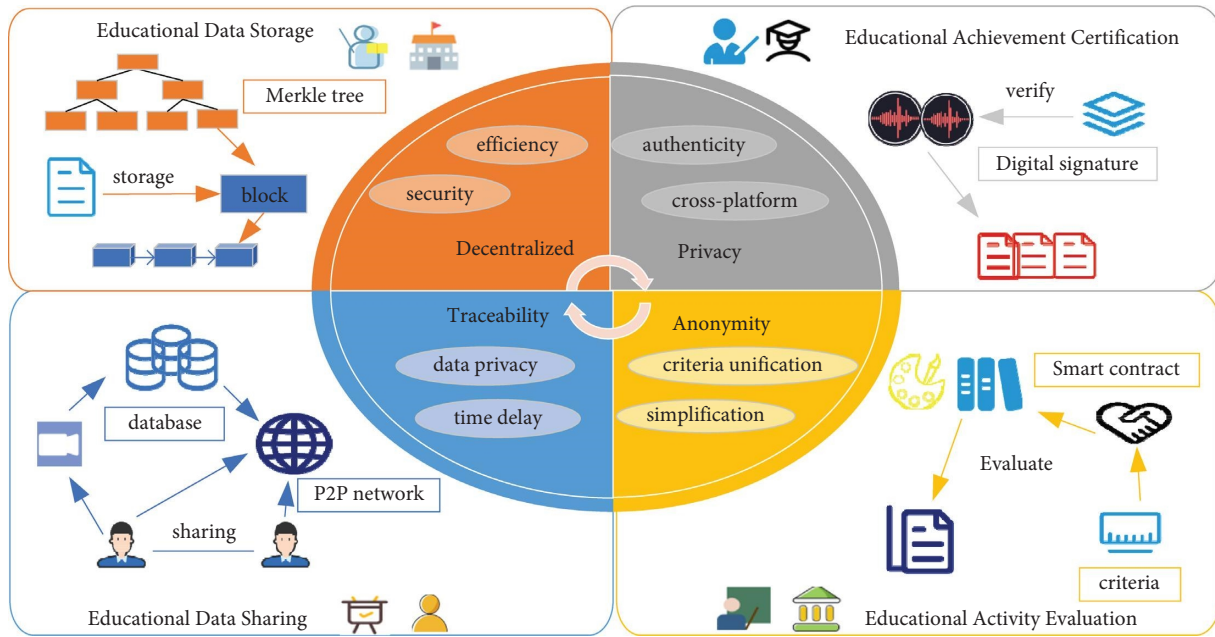 Educational Data Storage
Merkle tree
storage
block
efficiency
security
Decentralized
Educational Achievement Certification
verify
Digital signature
authenticity
cross-platform
Privacy
Traceability
data privacy
time delay
database
P2P network
sharing
Educational Data Sharing
Anonymity
criteria unification
simplification
Smart contract
Evaluate
criteria
Educational Activity Evaluation